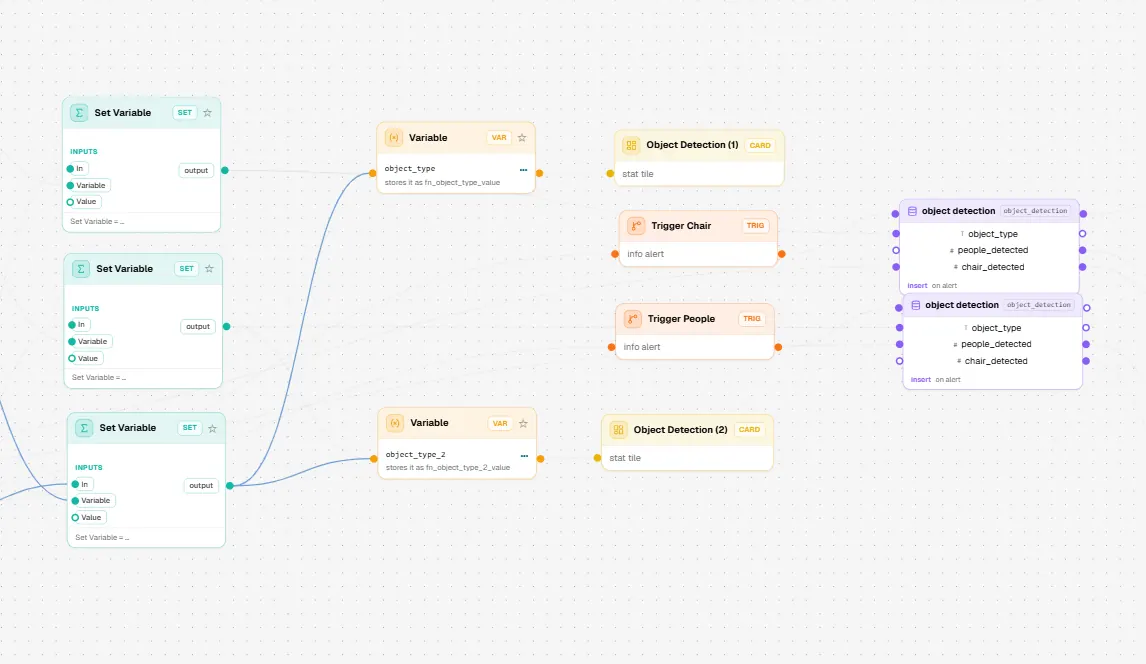 Set Variable SET
INPUTS
In
output
Variable
Value
Set Variable = ...
Set Variable SET
INPUTS
In
output
Variable
Value
Set Variable = ...
Set Variable SET
INPUTS
In
output
Variable
Value
Set Variable = ...
Variable VAR
object_type
stores it as fn_object_type_value
Variable VAR
object_type_2
stores it as fn_object_type_2_value
Object Detection (1) CARD
stat tile
Trigger Chair TRIG
info alert
Trigger People TRIG
info alert
Object Detection (2) CARD
stat tile
object detection object_detection
T object_type
# people_detected
# chair_detected
insert on alert
object detection object_detection
T object_type
# people_detected
# chair_detected
insert on alert